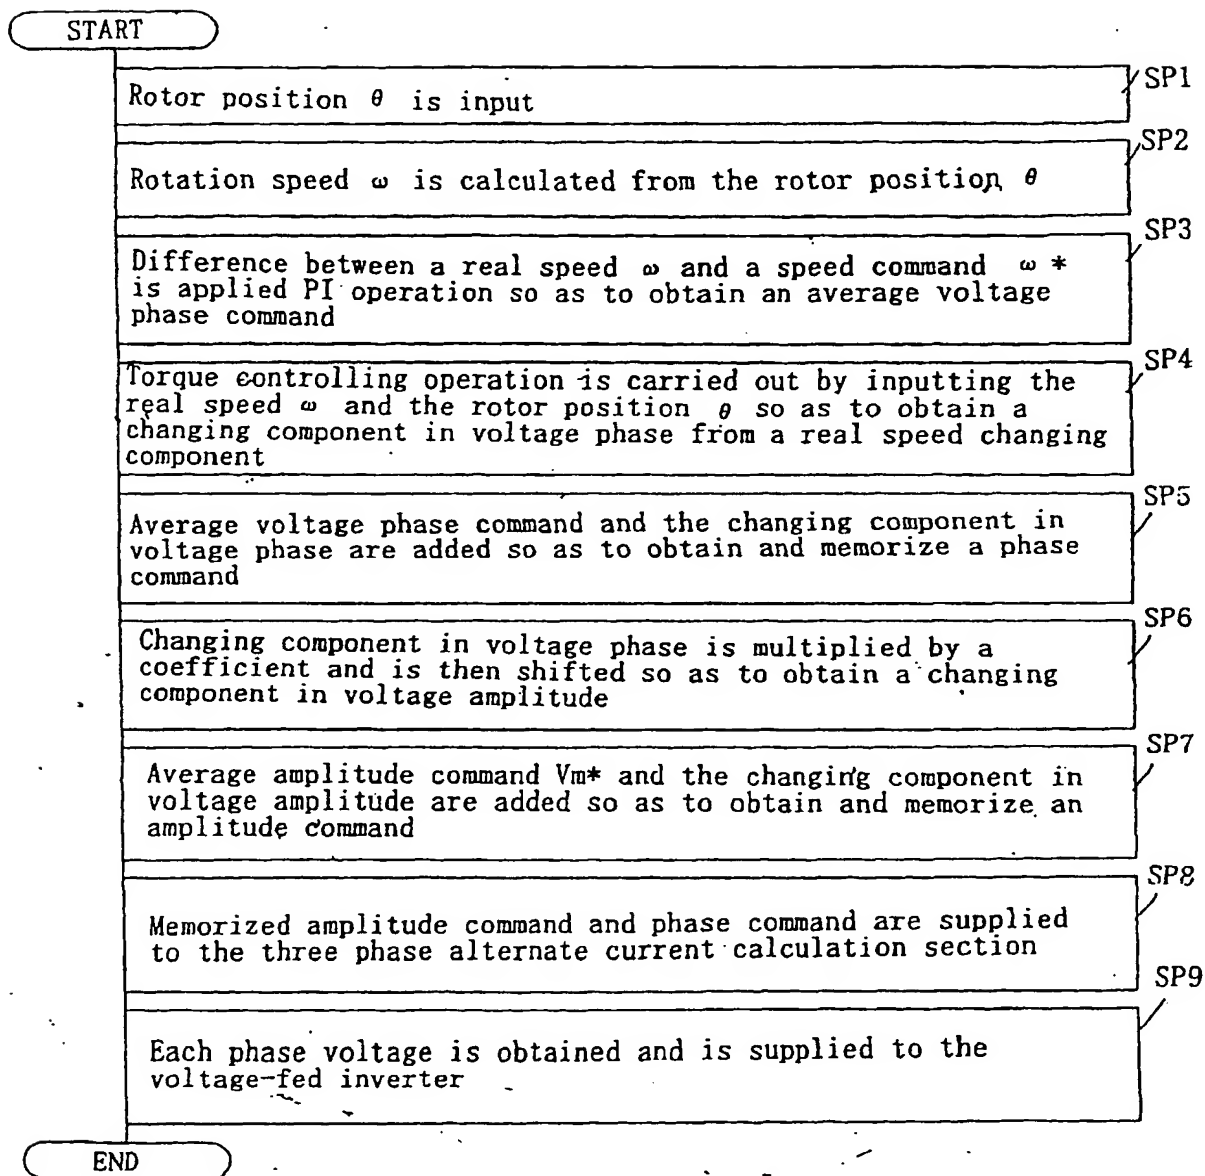 START
SP1
Rotor position θ is input
SP2
Rotation speed ω is calculated from the rotor position θ
SP3
Difference between a real speed ω and a speed command ω *
is applied PI operation so as to obtain an average voltage
phase command
SP4
Torque controlling operation is carried out by inputting the
real speed ω and the rotor position θ so as to obtain a
changing component in voltage phase from a real speed changing
component
SP5
Average voltage phase command and the changing component in
voltage phase are added so as to obtain and memorize a phase
command
SP6
Changing component in voltage phase is multiplied by a
coefficient and is then shifted so as to obtain a changing
component in voltage amplitude
SP7
Average amplitude command Vm* and the changing component in
voltage amplitude are added so as to obtain and memorize an
amplitude command
SP8
Memorized amplitude command and phase command are supplied
to the three phase alternate current calculation section
SP9
Each phase voltage is obtained and is supplied to the
voltage-fed inverter
END